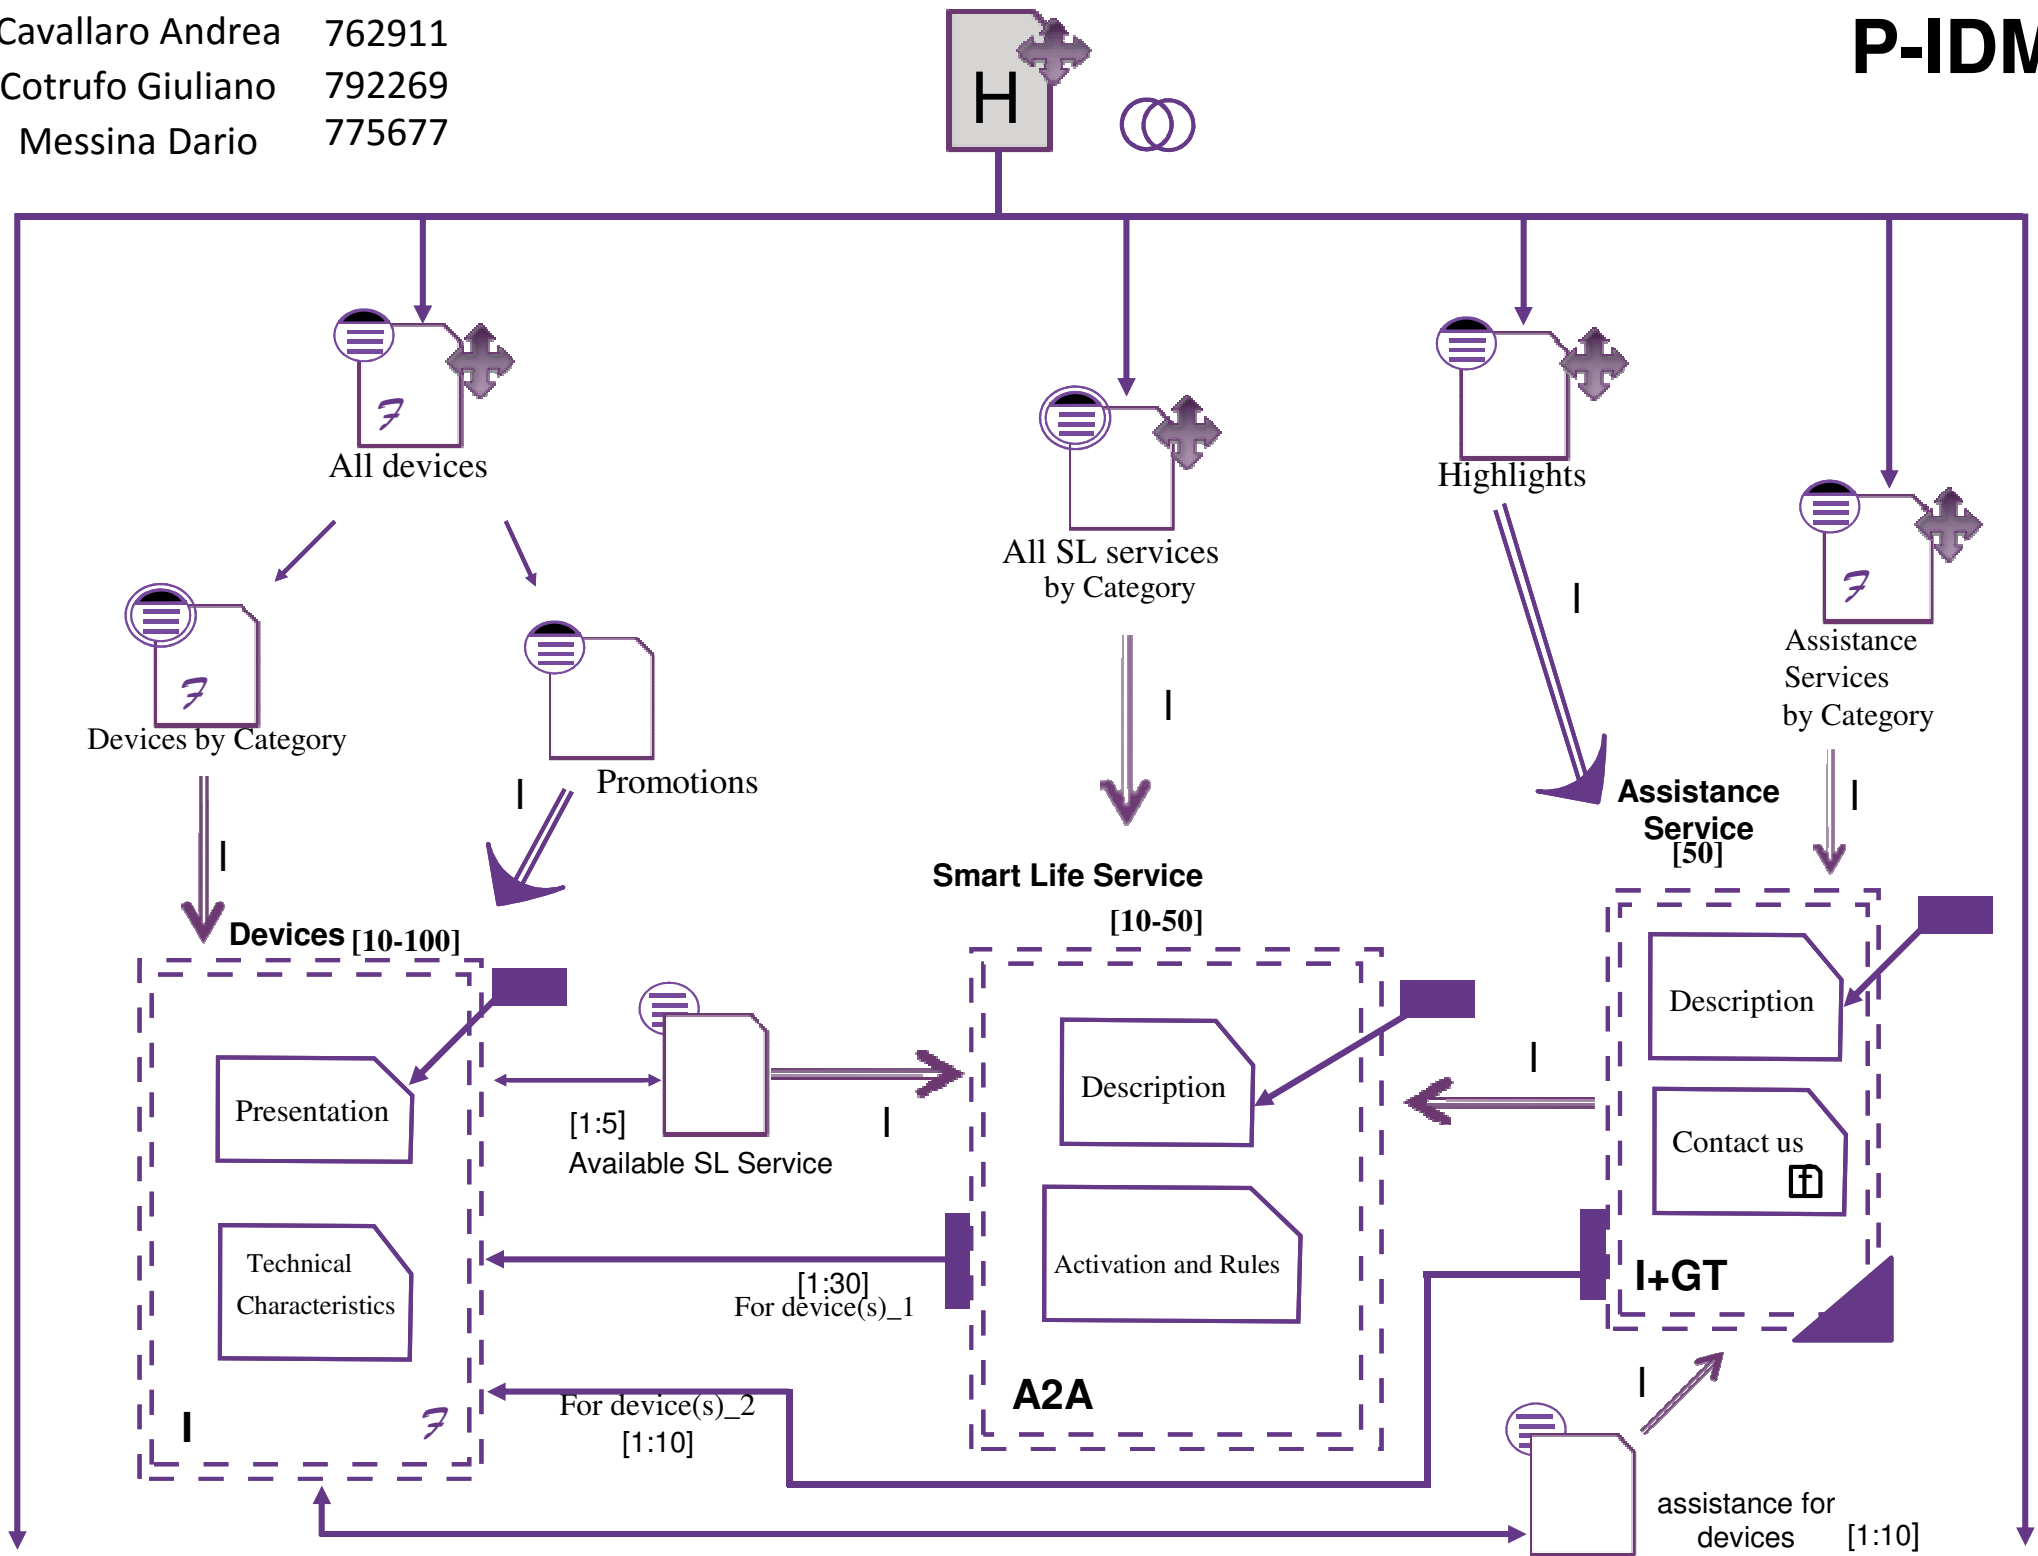 Cavallaro Andrea 762911
Cotrufo Giuliano 792269
Messina Dario 775677
H
P-IDM
All devices
All SL services
by Category
Highlights
Assistance
Services
by Category
Devices by Category
Promotions
I
I
I
I
I
Assistance
Service
[50]
Smart Life Service
[10-50]
Devices [10-100]
Presentation
Technical
Characteristics
I
[1:5]
Available SL Service
I
Description
Activation and Rules
A2A
I
Description
Contact us
f
I+GT
[1:30]
For device(s)_1
For device(s)_2
[1:10]
I
assistance for
devices [1:10]
F
F
F
F